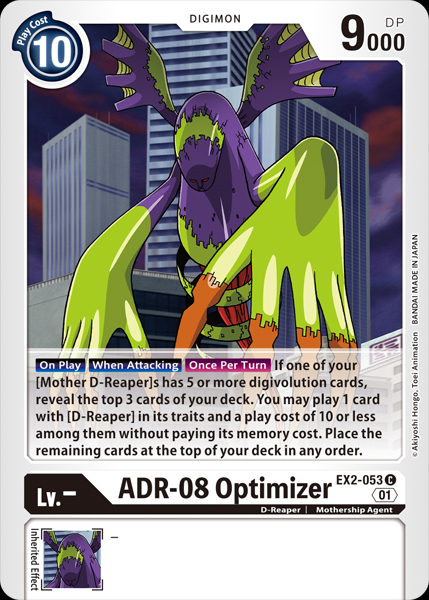 Play Cost
10
DIGIMON
DP
9000
On Play When Attacking Once Per Turn If one of your
[Mother D-Reaper]s has 5 or more digivolution cards,
reveal the top 3 cards of your deck. You may play 1 card
with [D-Reaper] in its traits and a play cost of 10 or less
among them without paying its memory cost. Place the
remaining cards at the top of your deck in any order.
©Akiyoshi Hongo, Toei Animation BANDAI MADE IN JAPAN
Lv.–
ADR-08 Optimizer
EX2-053 C
01
D-Reaper | Mothership Agent
Inherited Effect
–